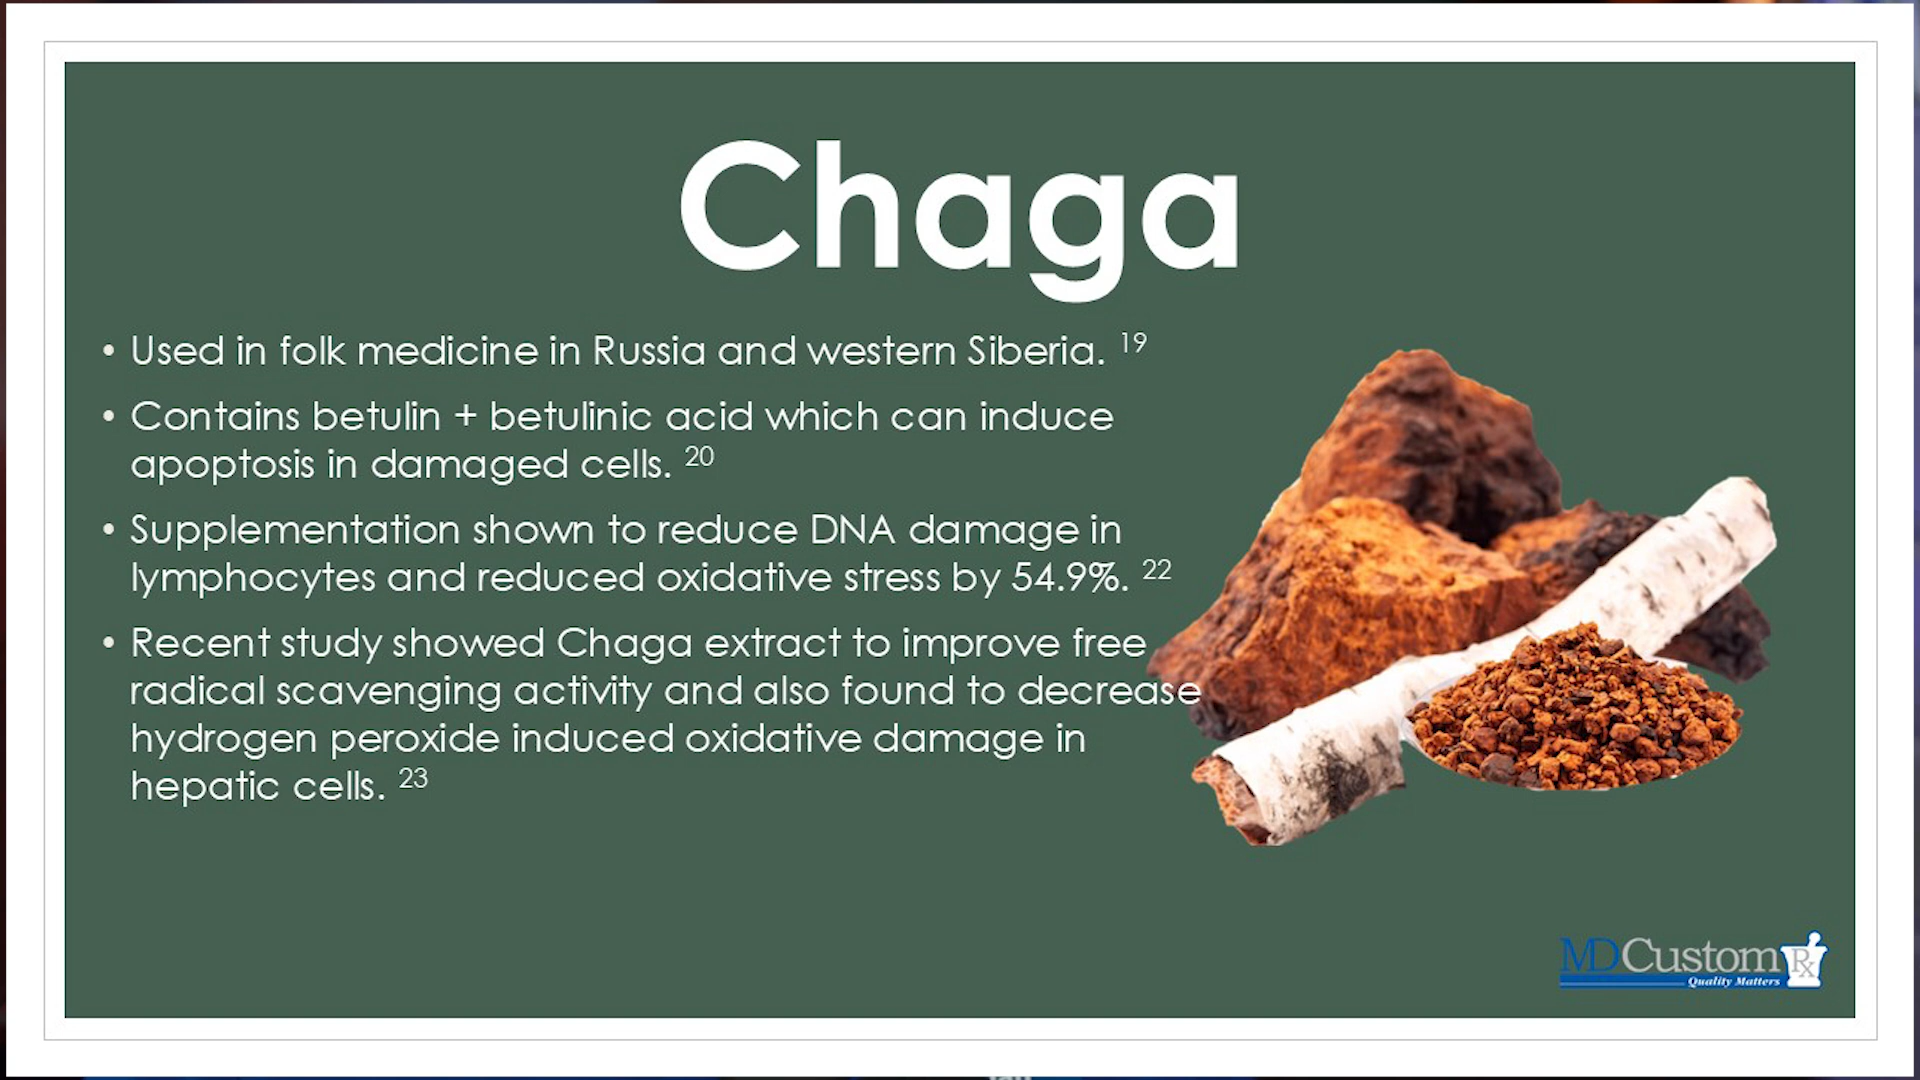 Chaga
• Used in folk medicine in Russia and western Siberia. 19
• Contains betulin + betulinic acid which can induce
apoptosis in damaged cells. 20
• Supplementation shown to reduce DNA damage in
lymphocytes and reduced oxidative stress by 54.9%. 22
• Recent study showed Chaga extract to improve free
radical scavenging activity and also found to decrease
hydrogen peroxide induced oxidative damage in
hepatic cells. 23
MDCustom Rx
Quality Matters